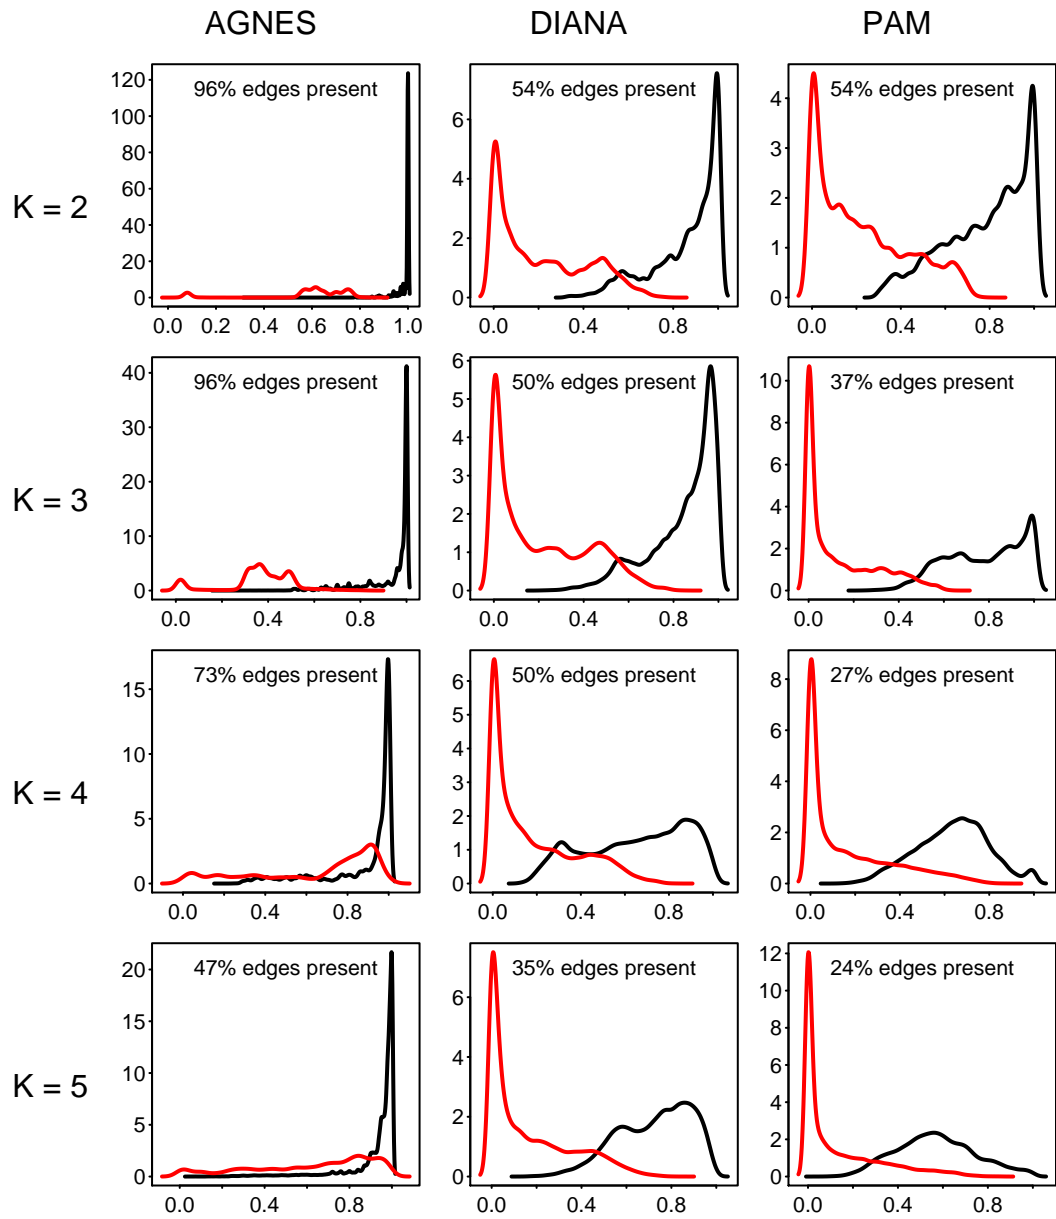 AGNES DIANA PAM
K = 2
96% edges present
0 20 40 60 80 100 120
0.0 0.2 0.4 0.6 0.8 1.0
54% edges present
0 2 4 6
0.0 0.4 0.8
54% edges present
0 1 2 3 4
0.0 0.4 0.8
K = 3
96% edges present
0 10 20 30 40
0.0 0.4 0.8
50% edges present
0 1 2 3 4 5 6
0.0 0.4 0.8
37% edges present
0 2 4 6 8 10
0.0 0.4 0.8
K = 4
73% edges present
0 5 10 15
0.0 0.4 0.8
50% edges present
0 1 2 3 4 5 6
0.0 0.4 0.8
27% edges present
0 2 4 6 8
0.0 0.4 0.8
K = 5
47% edges present
0 5 10 15 20
0.0 0.4 0.8
35% edges present
0 2 4 6
0.0 0.4 0.8
24% edges present
0 2 4 6 8 10 12
0.0 0.4 0.8